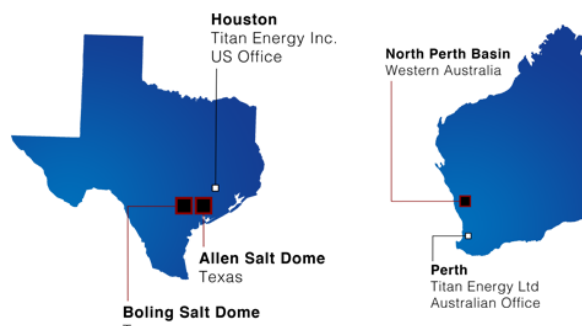 Houston
Titan Energy Inc.
US Office
Allen Salt Dome
Texas
Boling Salt Dome
North Perth Basin
Western Australia
Perth
Titan Energy Ltd
Australian Office